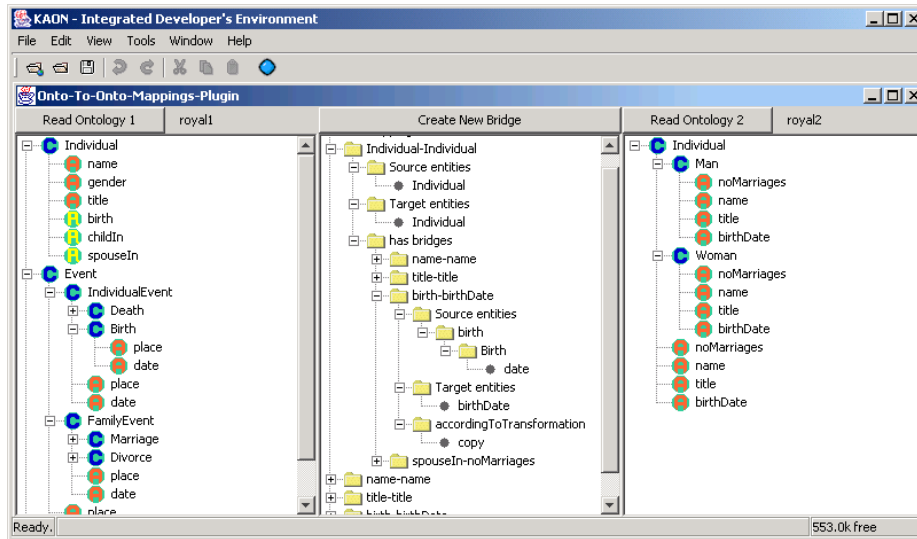 KAON - Integrated Developer's Environment
File Edit View Tools Window Help
Onto-To-Onto-Mappings-Plugin
Read Ontology 1 royal1 Create New Bridge Read Ontology 2 royal2
Individual
name
gender
title
birth
childIn
spouseIn
Event
IndividualEvent
Death
Birth
place
date
place
date
FamilyEvent
Marriage
Divorce
place
date
place
Individual-Individual
Source entities
Individual
Target entities
Individual
has bridges
name-name
title-title
birth-birthDate
Source entities
birth
Birth
date
Target entities
birthDate
accordingToTransformation
copy
spouseIn-noMarriages
name-name
title-title
birth-birthDate
Individual
Man
noMarriages
name
title
birthDate
Woman
noMarriages
name
title
birthDate
noMarriages
name
title
birthDate
Ready. 553.0k free